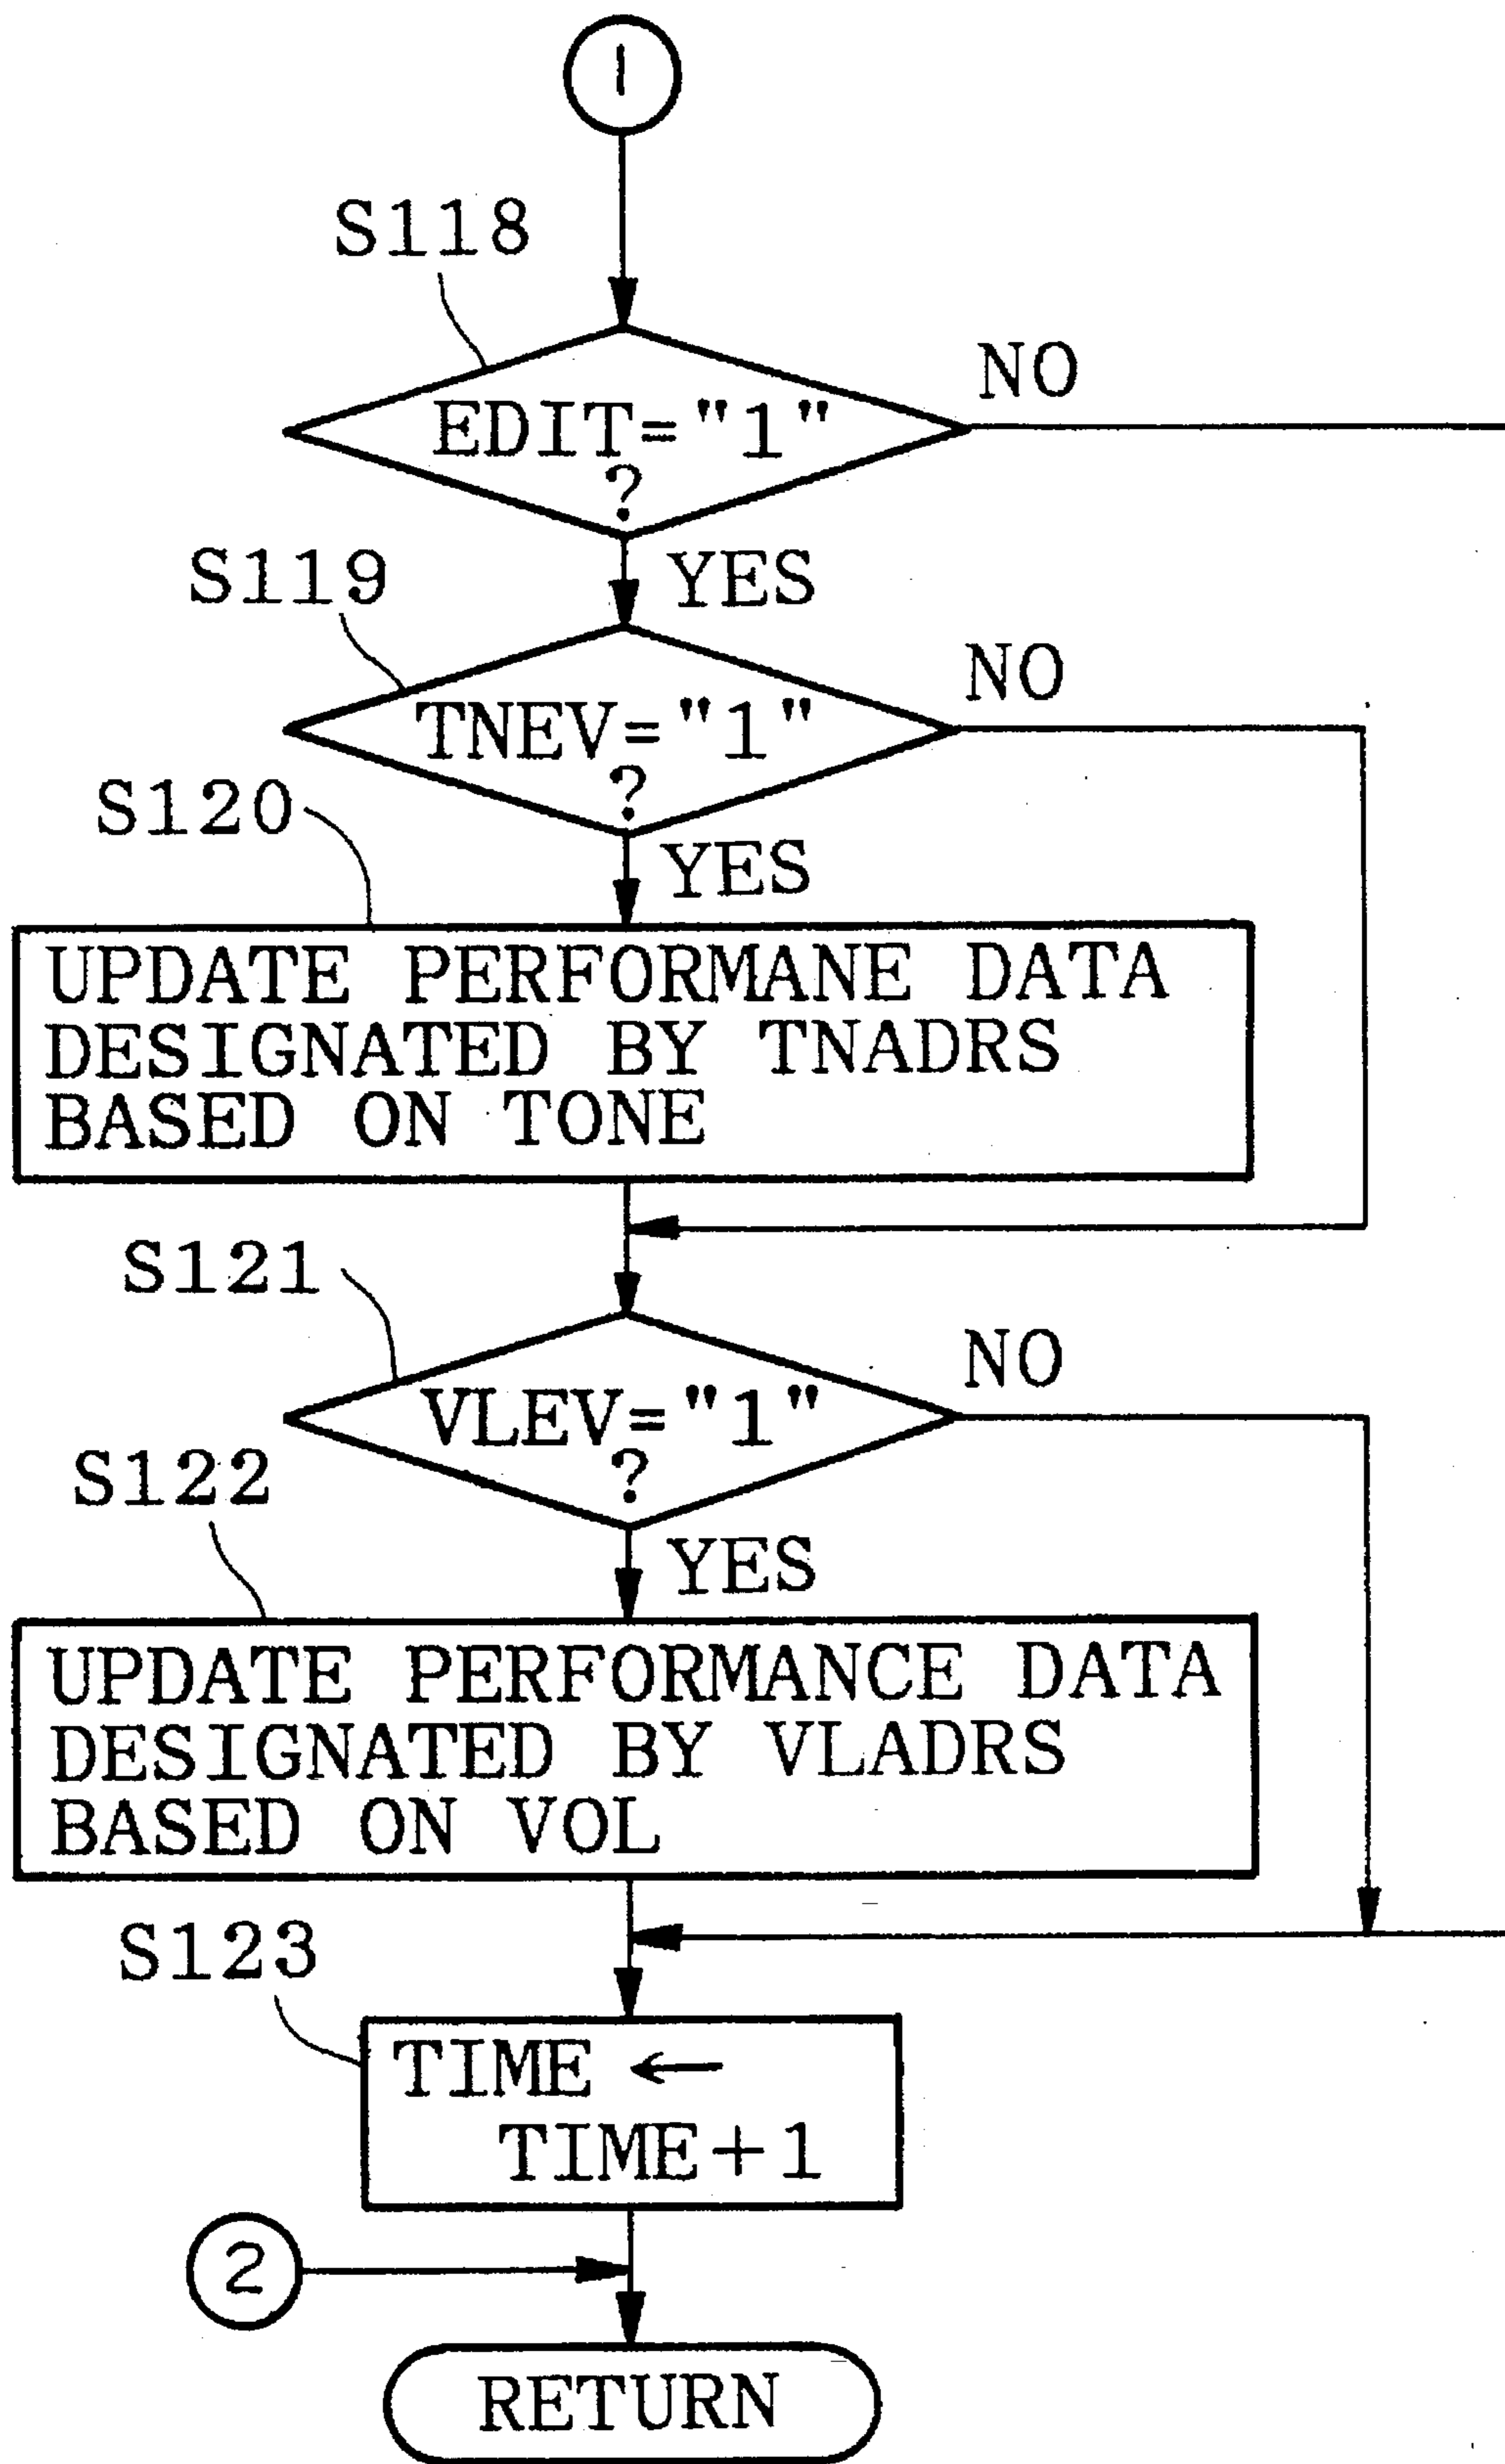 1
S118
NO
EDIT="1"
?
YES
S119
NO
TNEV="1"
?
YES
S120
UPDATE PERFORMANE DATA
DESIGNATED BY TNADRS
BASED ON TONE
S121
NO
VLEV="1"
?
YES
S122
UPDATE PERFORMANCE DATA
DESIGNATED BY VLADRS
BASED ON VOL
S123
TIME ←
TIME+1
2
RETURN